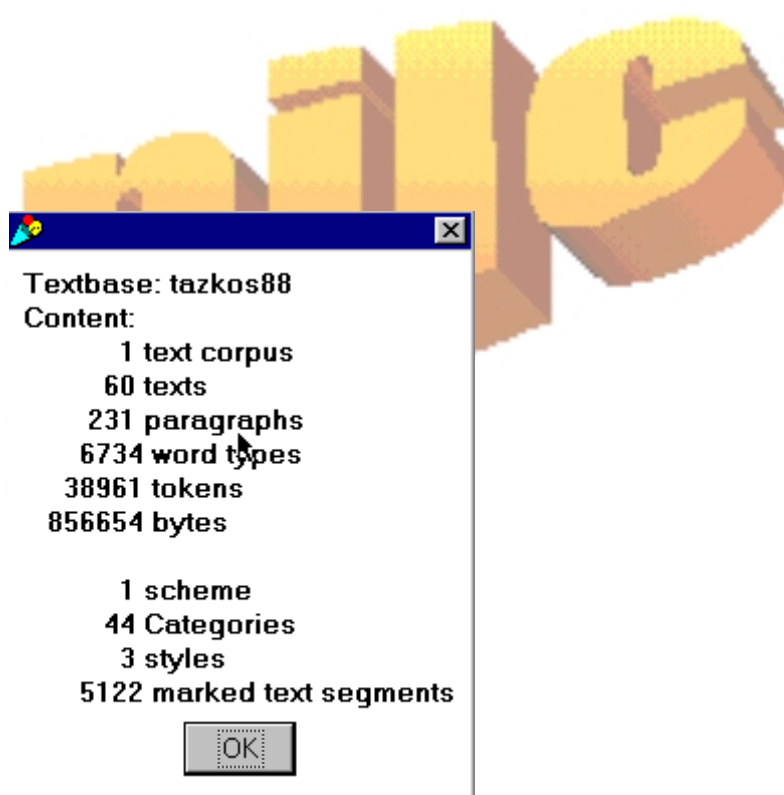 Textbase: tazkos88
Content:
1 text corpus
60 texts
231 paragraphs
6734 word types
38961 tokens
856654 bytes
1 scheme
44 Categories
3 styles
5122 marked text segments
OK